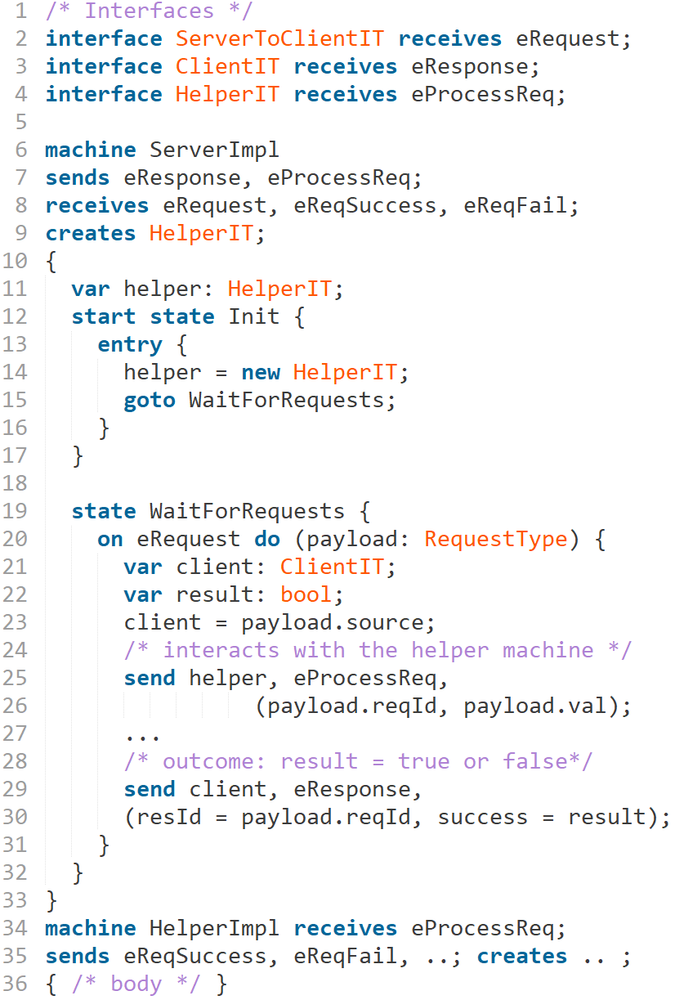 1 /* Interfaces */
2 interface ServerToClientIT receives eRequest;
3 interface ClientIT receives eResponse;
4 interface HelperIT receives eProcessReq;
5
6 machine ServerImpl
7 sends eResponse, eProcessReq;
8 receives eRequest, eReqSuccess, eReqFail;
9 creates HelperIT;
10 {
11   var helper: HelperIT;
12   start state Init {
13     entry {
14       helper = new HelperIT;
15       goto WaitForRequests;
16     }
17   }
18
19   state WaitForRequests {
20     on eRequest do (payload: RequestType) {
21       var client: ClientIT;
22       var result: bool;
23       client = payload.source;
24       /* interacts with the helper machine */
25       send helper, eProcessReq,
26                 (payload.reqId, payload.val);
27       ...
28       /* outcome: result = true or false*/
29       send client, eResponse,
30       (resId = payload.reqId, success = result);
31     }
32   }
33 }
34 machine HelperImpl receives eProcessReq;
35 sends eReqSuccess, eReqFail, ..; creates .. ;
36 { /* body */ }